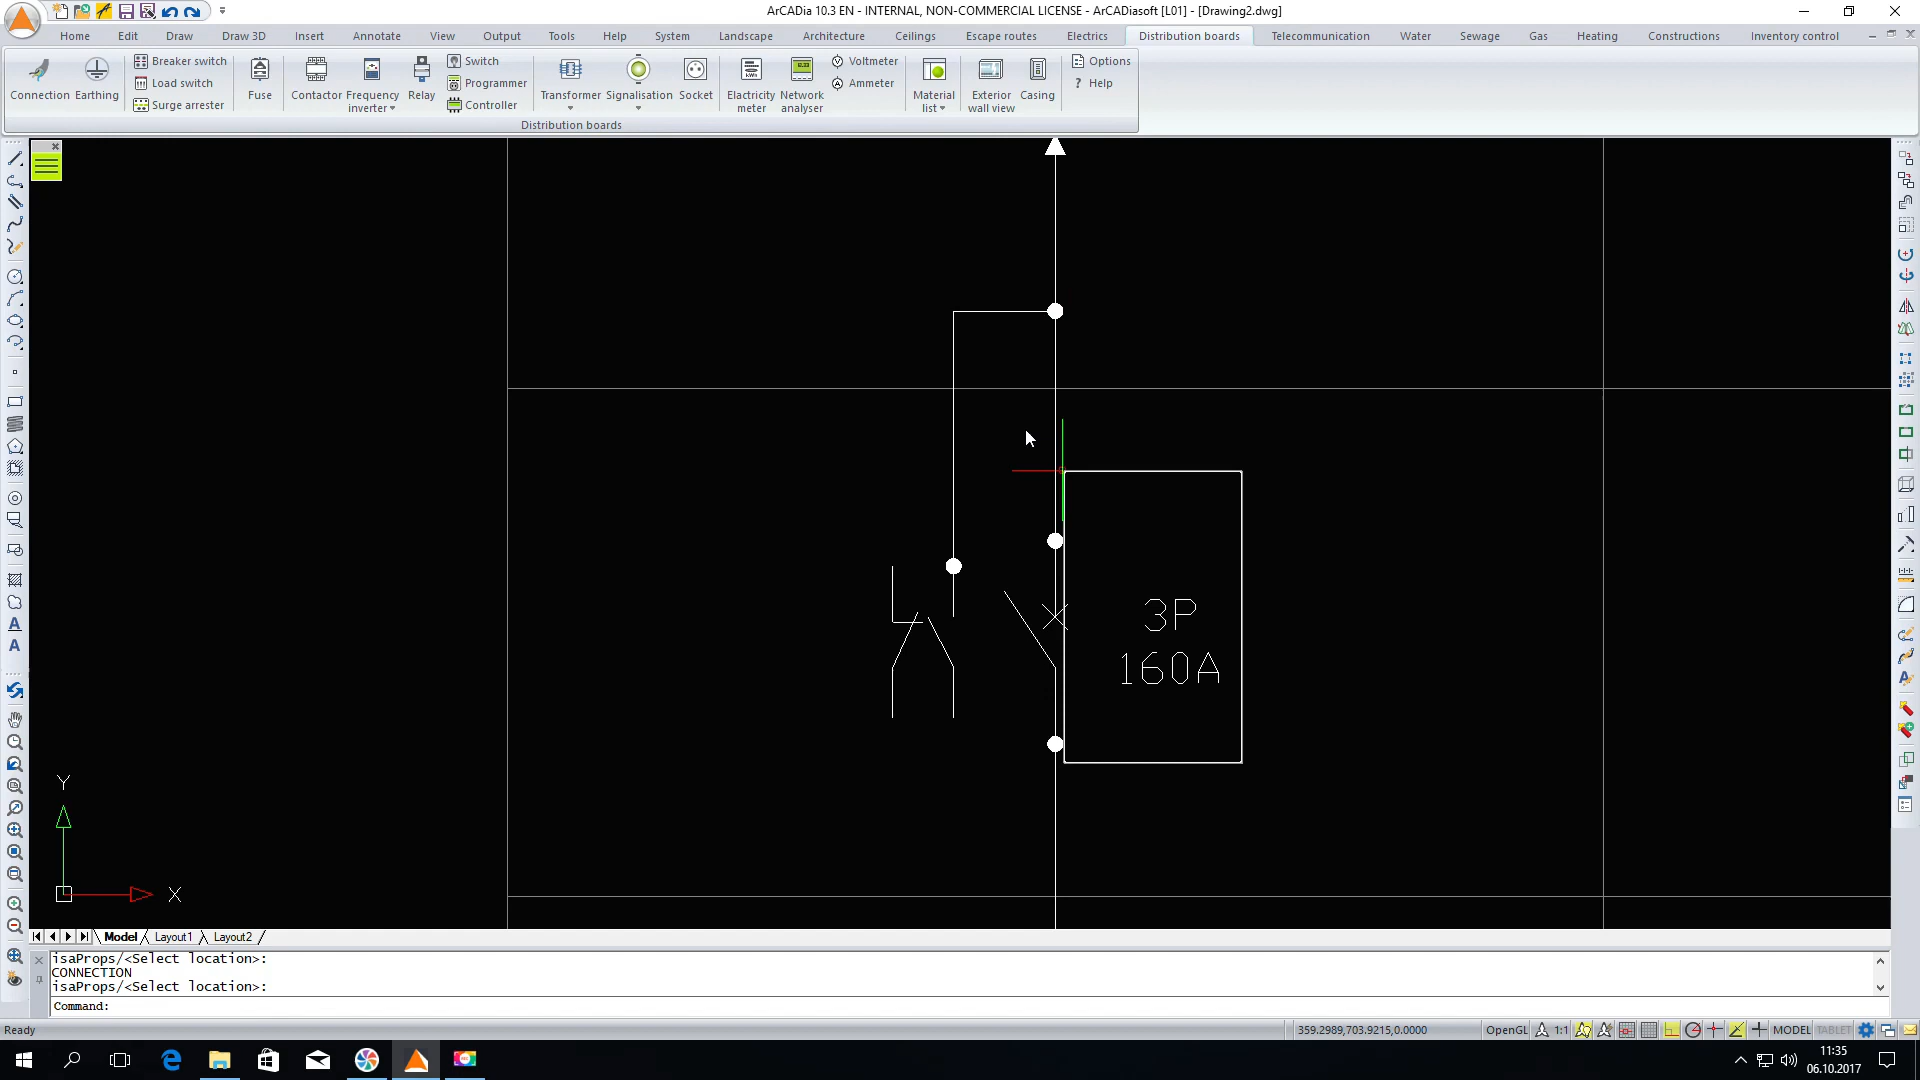 ArCADia 10.3 EN - INTERNAL, NON-COMMERCIAL LICENSE - ArCADiasoft [L01] - [Drawing2.dwg]
Home Edit Draw Draw 3D Insert Annotate View Output Tools Help System Landscape Architecture Ceilings Escape routes Electrics Distribution boards Telecommunication Water Sewage Gas Heating Constructions Inventory control
Connection
Earthing
Breaker switch
Load switch
Surge arrester
Fuse
Contactor
Frequency
inverter
Relay
Switch
Programmer
Controller
Transformer
Signalisation
Socket
Electricity
meter
Network
analyser
Voltmeter
Ammeter
Material
list
Exterior
wall view
Casing
Options
Help
Distribution boards
3P
160A
Y
X
Model Layout1 Layout2
isaProps/<Select location>:
CONNECTION
isaProps/<Select location>:
Command:
Ready
359.2989,703.9215,0.0000 OpenGL 1:1 MODEL TABLET
11:35
06.10.2017